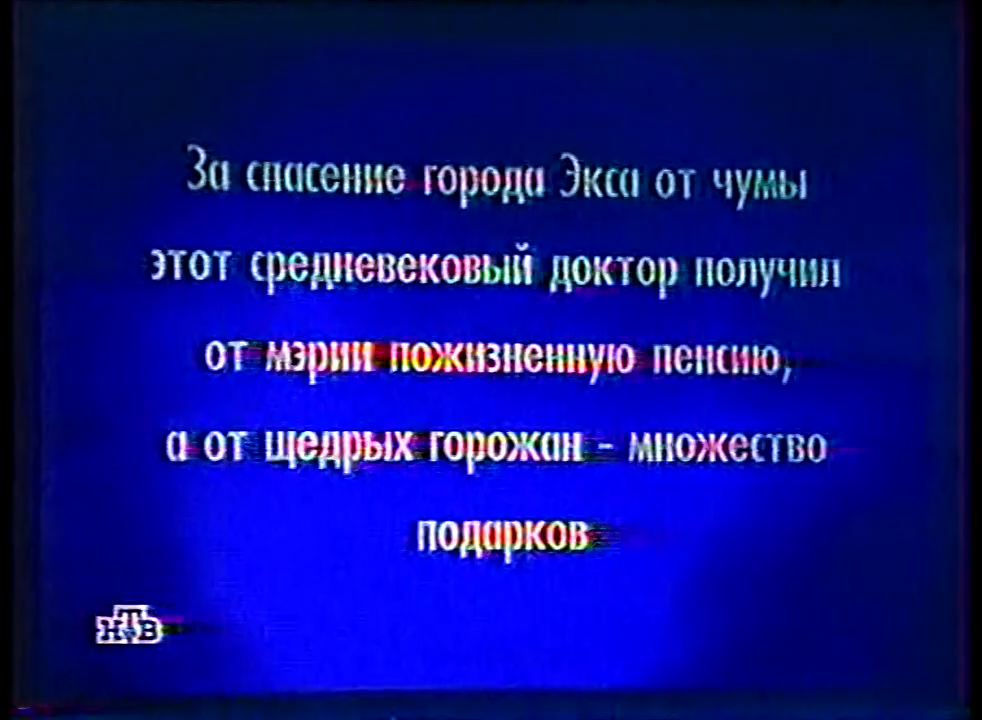 За спасение города Экса от чумы
этот средневековый доктор получил
от мэрии пожизненную пенсию,
а от щедрых горожан - множество
подарков
НТВ